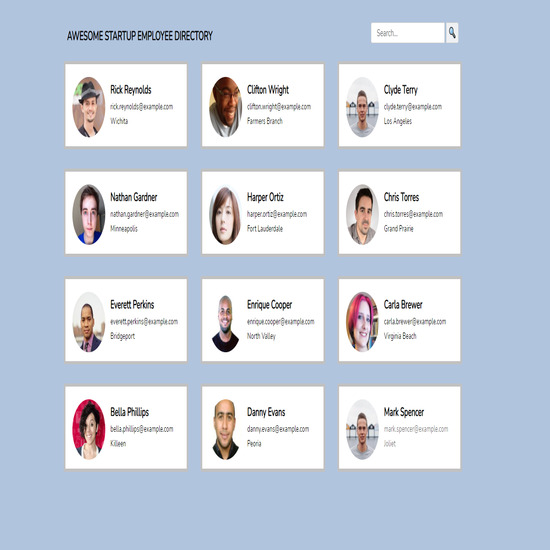 AWESOME STARTUP EMPLOYEE DIRECTORY
Search...
Rick Reynolds
rick.reynolds@example.com
Wichita
Clifton Wright
clifton.wright@example.com
Farmers Branch
Clyde Terry
clyde.terry@example.com
Los Angeles
Nathan Gardner
nathan.gardner@example.com
Minneapolis
Harper Ortiz
harper.ortiz@example.com
Fort Lauderdale
Chris Torres
chris.torres@example.com
Grand Prairie
Everett Perkins
everett.perkins@example.com
Bridgeport
Enrique Cooper
enrique.cooper@example.com
North Valley
Carla Brewer
carla.brewer@example.com
Virginia Beach
Bella Phillips
bella.phillips@example.com
Killeen
Danny Evans
danny.evans@example.com
Peoria
Mark Spencer
mark.spencer@example.com
Joliet